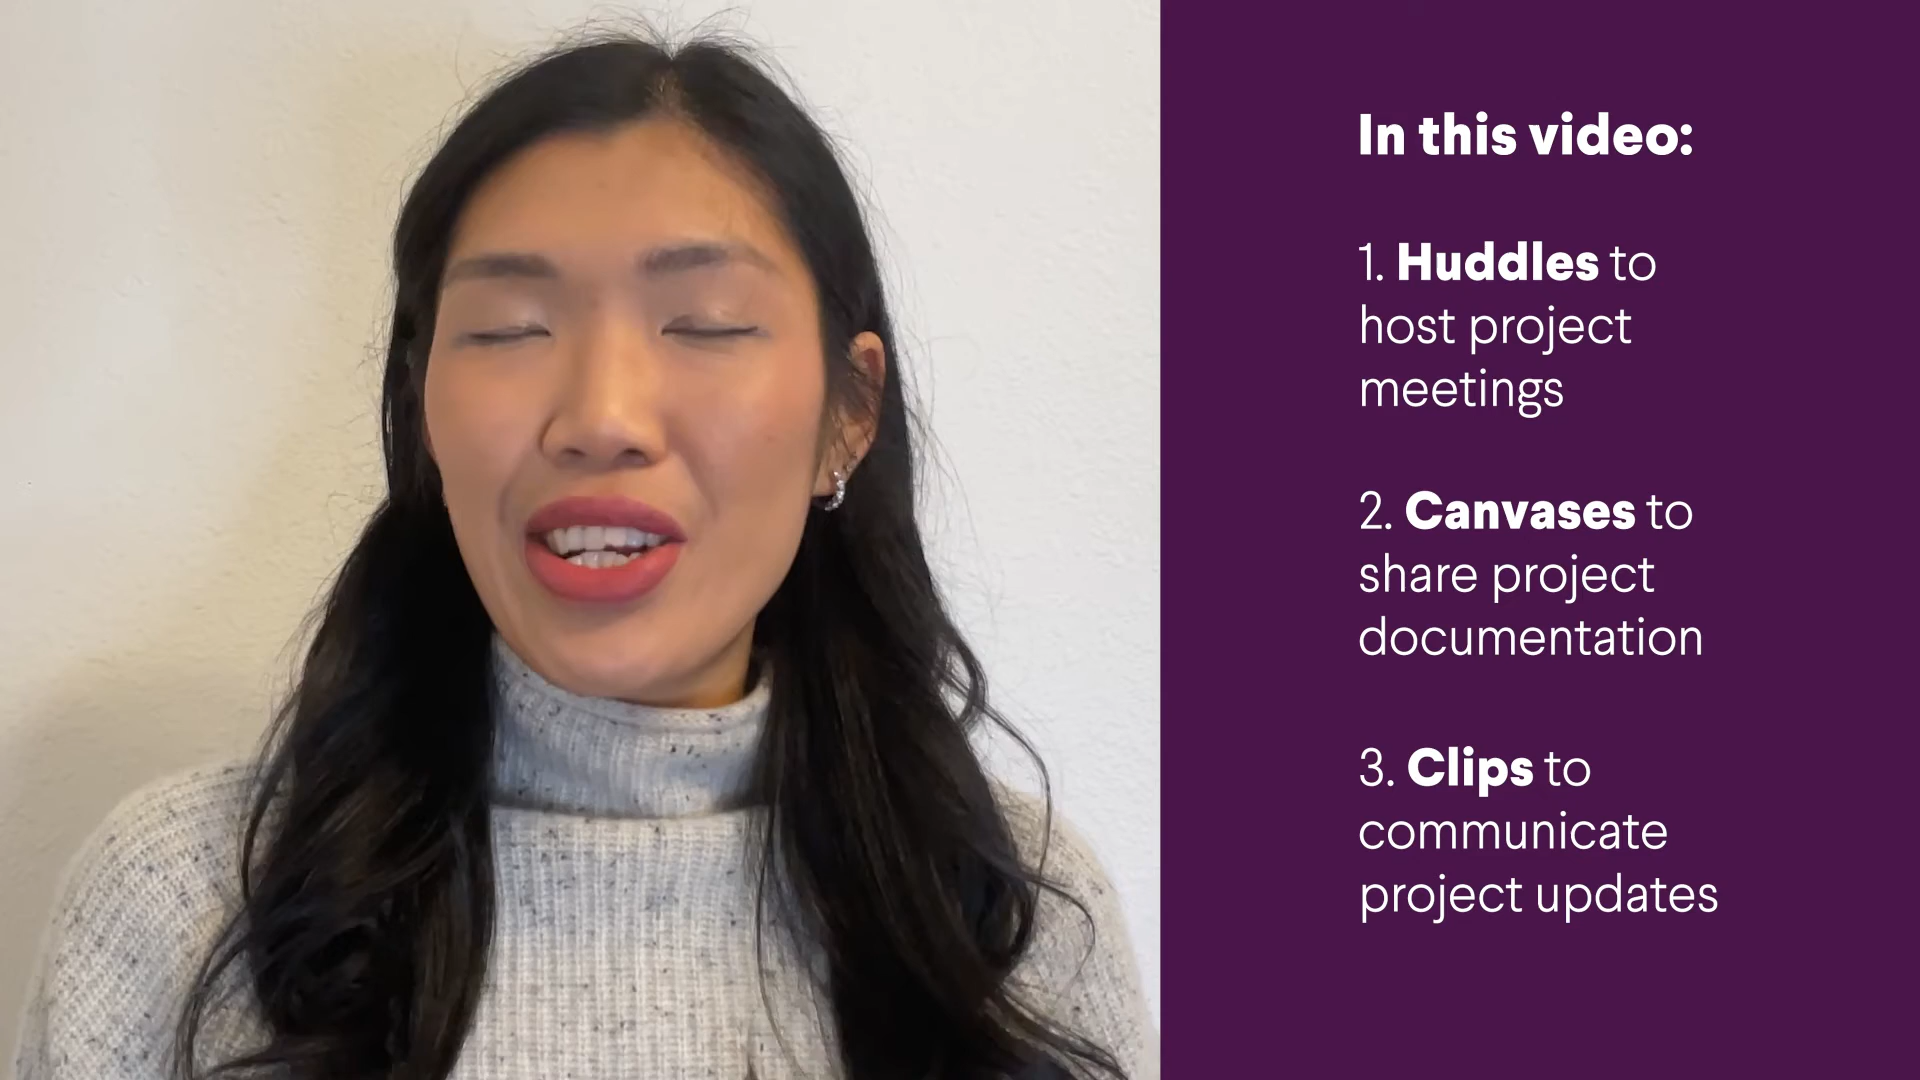 In this video:
1. Huddles to
host project
meetings
2. Canvases to
share project
documentation
3. Clips to
communicate
project updates